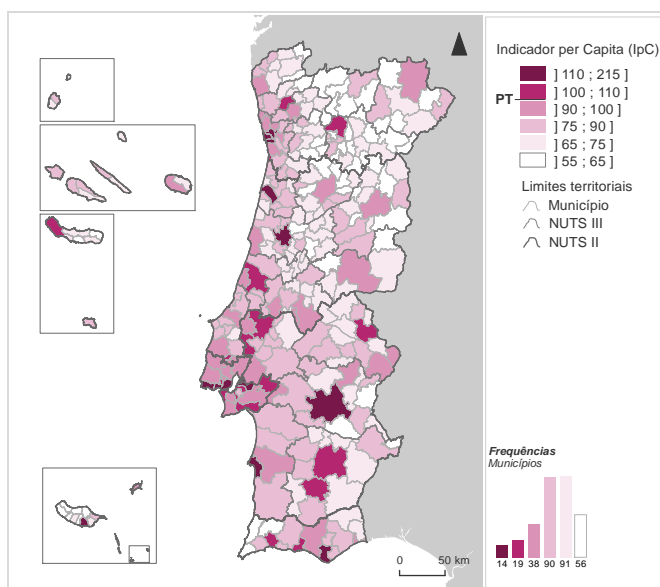 Indicador per Capita (IpC)
] 110 ; 215 ]
] 100 ; 110 ]
PT
] 90 ; 100 ]
] 75 ; 90 ]
] 65 ; 75 ]
] 55 ; 65 ]
Limites territoriais
Município
NUTS III
NUTS II
Frequências
Municípios
14 19 38 90 91 56
0 50 km